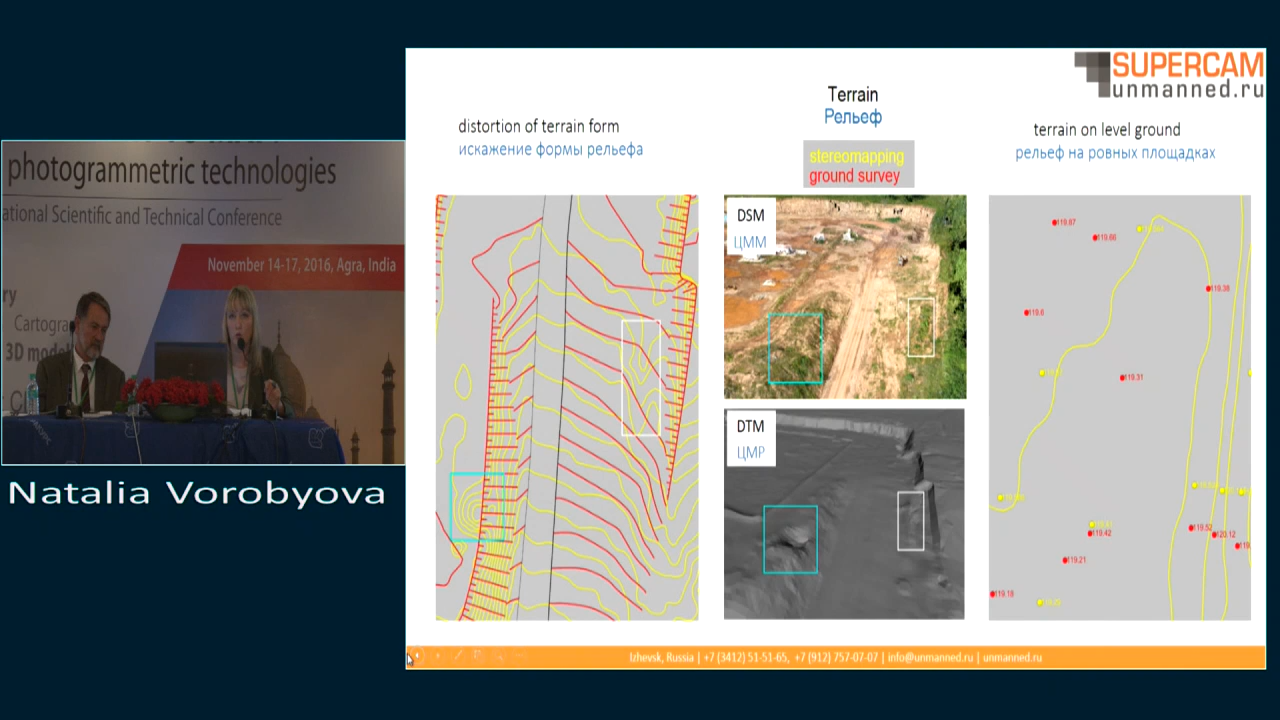 photogrammetric technologies
ational Scientific and Technical Conference
November 14-17, 2016, Agra, India
ry
Cartogra
3D model
Natalia Vorobyova
SUPERCAM
unmanned.ru
Terrain
Рельеф
distortion of terrain form
искажение формы рельефа
terrain on level ground
рельеф на ровных площадках
stereomapping
ground survey
DSM
ЦММ
DTM
ЦМР
119.67
119.66
119.38
119.6
119.31
119.52
120.12
119.42
119.21
119.18
Izhevsk, Russia | +7 (3412) 51-51-65, +7 (912) 757-07-07 | info@unmanned.ru | unmanned.ru